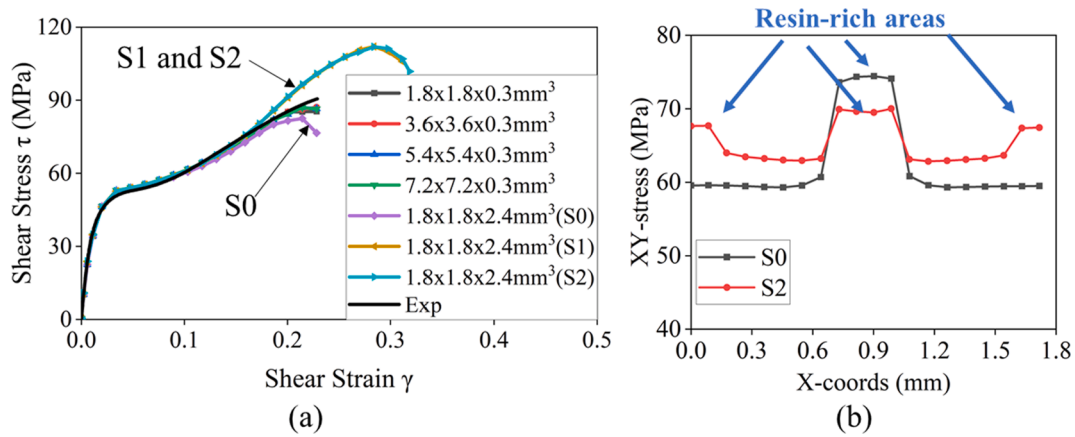 (a)
Shear Stress τ (MPa)
120
90
60
30
0
0.0 0.1 0.2 0.3 0.4 0.5
Shear Strain γ
S1 and S2
S0
1.8x1.8x0.3mm³
3.6x3.6x0.3mm³
5.4x5.4x0.3mm³
7.2x7.2x0.3mm³
1.8x1.8x2.4mm³(S0)
1.8x1.8x2.4mm³(S1)
1.8x1.8x2.4mm³(S2)
Exp
(b)
Resin-rich areas
XY-stress (MPa)
80
70
60
50
40
0.0 0.3 0.6 0.9 1.2 1.5 1.8
X-coords (mm)
S0
S2